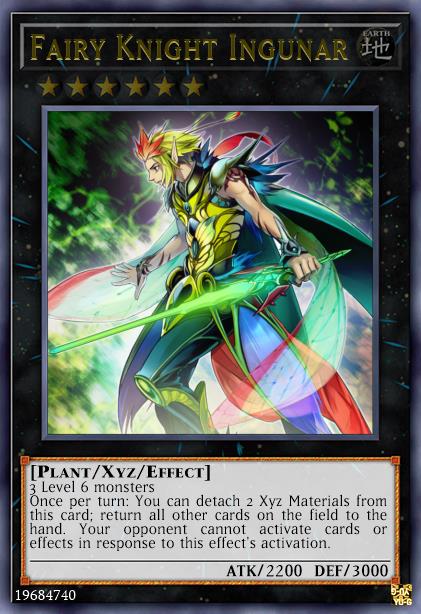 FAIRY KNIGHT INGUNAR
EARTH
地
[PLANT/XYZ/EFFECT]
3 Level 6 monsters
Once per turn: You can detach 2 Xyz Materials from
this card; return all other cards on the field to the
hand. Your opponent cannot activate cards or
effects in response to this effect's activation.
ATK/2200 DEF/3000
19684740